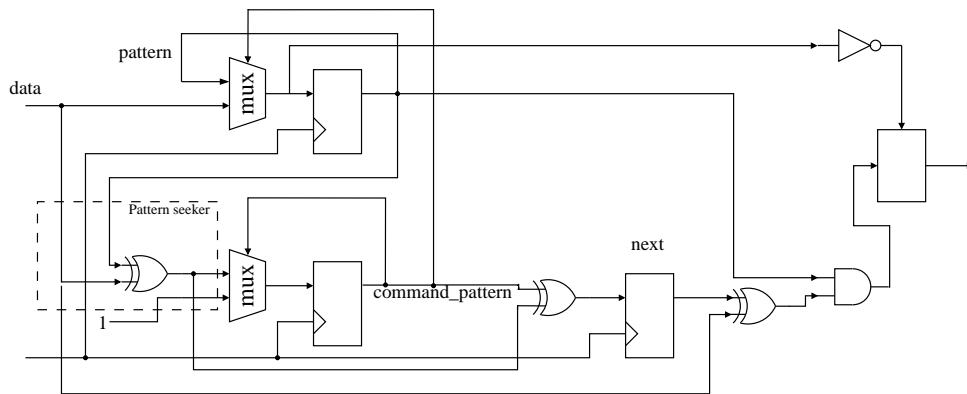 pattern
data
mux
Pattern seeker
mux
next
command_pattern
1